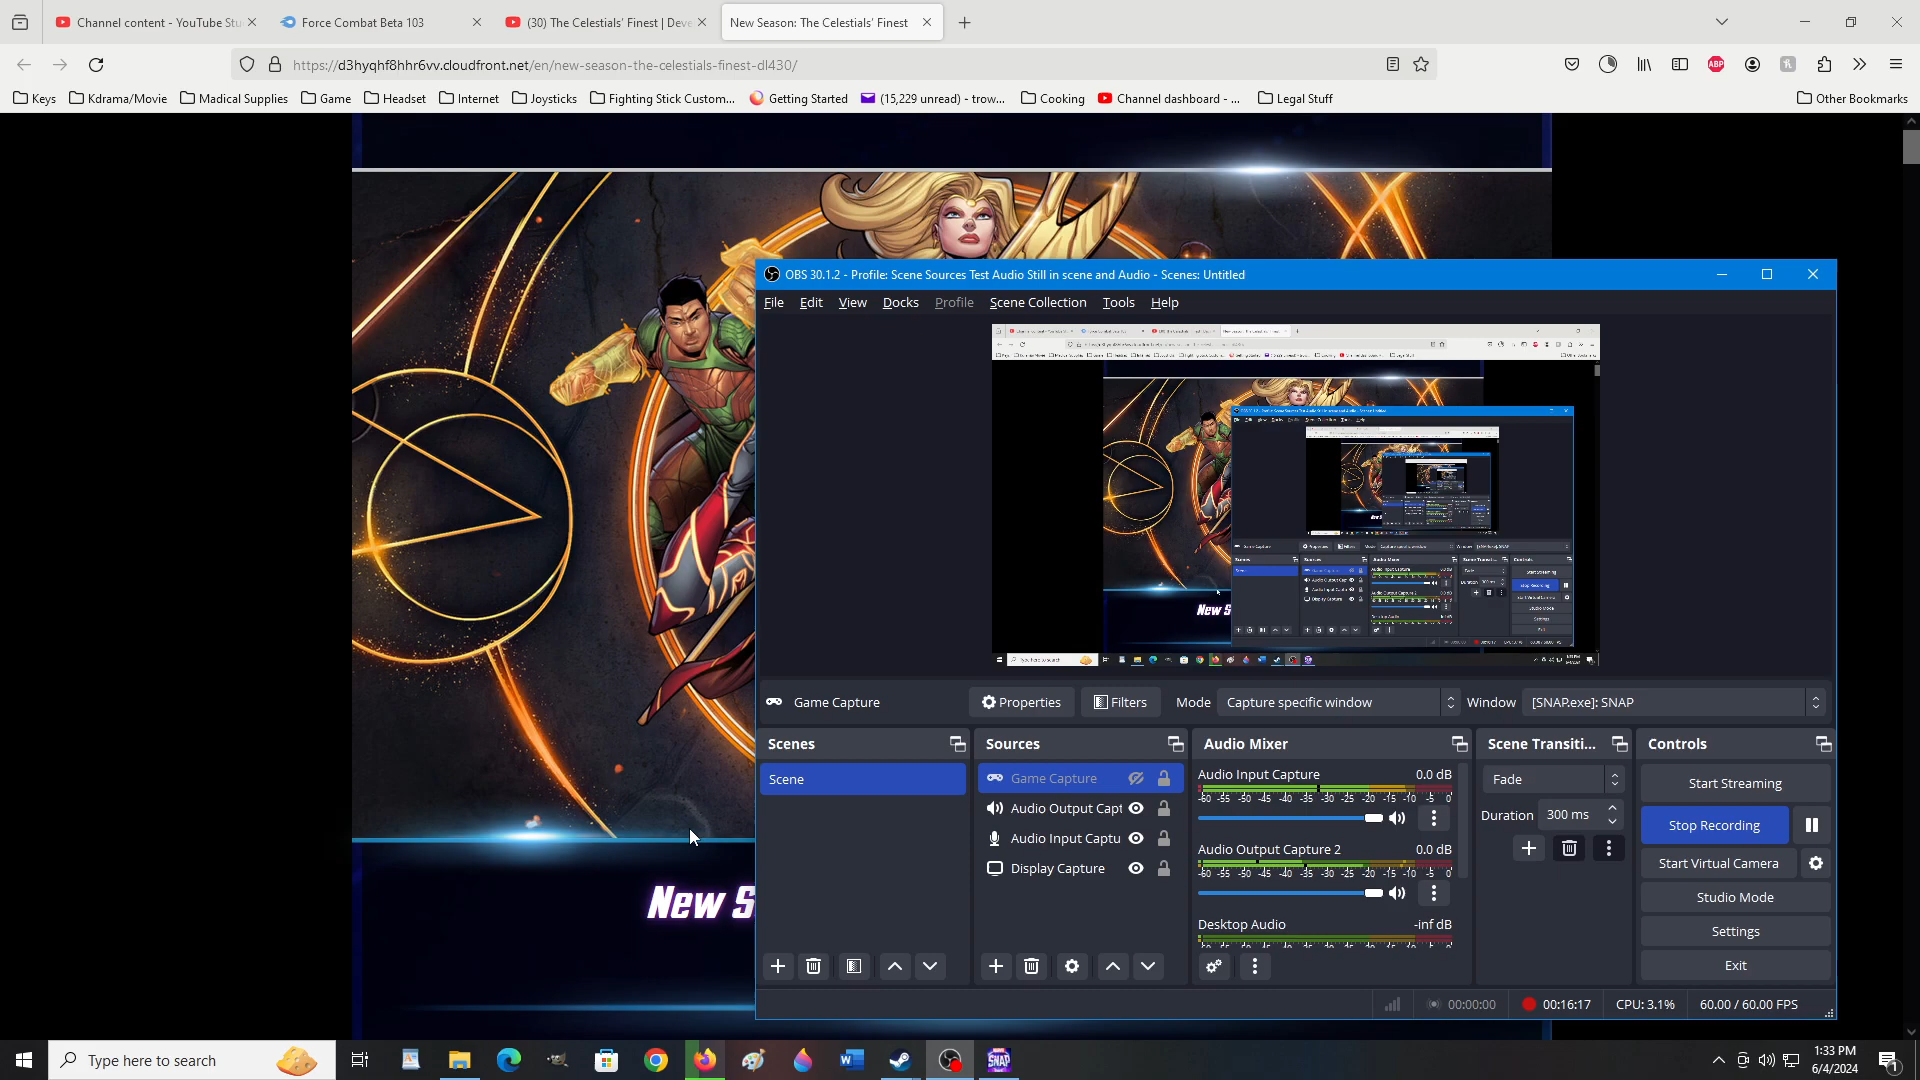 Channel content - YouTube Stu
Force Combat Beta 103
(30) The Celestials' Finest | Deve
New Season: The Celestials' Finest
https://d3hyqhf8hhr6vv.cloudfront.net/en/new-season-the-celestials-finest-dl430/
ABP
Keys
Kdrama/Movie
Madical Supplies
Game
Headset
Internet
Joysticks
Fighting Stick Custom...
Getting Started
(15,229 unread) - trow...
Cooking
Channel dashboard - ...
Legal Stuff
Other Bookmarks
OBS 30.1.2 - Profile: Scene Sources Test Audio Still in scene and Audio - Scenes: Untitled
File
Edit
View
Docks
Profile
Scene Collection
Tools
Help
Game Capture
Properties
Filters
Mode
Capture specific window
Window
[SNAP.exe]: SNAP
Scenes
Scene
Sources
Game Capture
Audio Output Capt
Audio Input Captu
Display Capture
Audio Mixer
Audio Input Capture
0.0 dB
-60 -55 -50 -45 -40 -35 -30 -25 -20 -15 -10 -5 0
Audio Output Capture 2
0.0 dB
-60 -55 -50 -45 -40 -35 -30 -25 -20 -15 -10 -5 0
Desktop Audio
-inf dB
Scene Transiti...
Fade
Duration
300 ms
Controls
Start Streaming
Stop Recording
Start Virtual Camera
Studio Mode
Settings
Exit
00:00:00
00:16:17
CPU: 3.1%
60.00 / 60.00 FPS
New S
Type here to search
SNAP
1:33 PM
6/4/2024
1